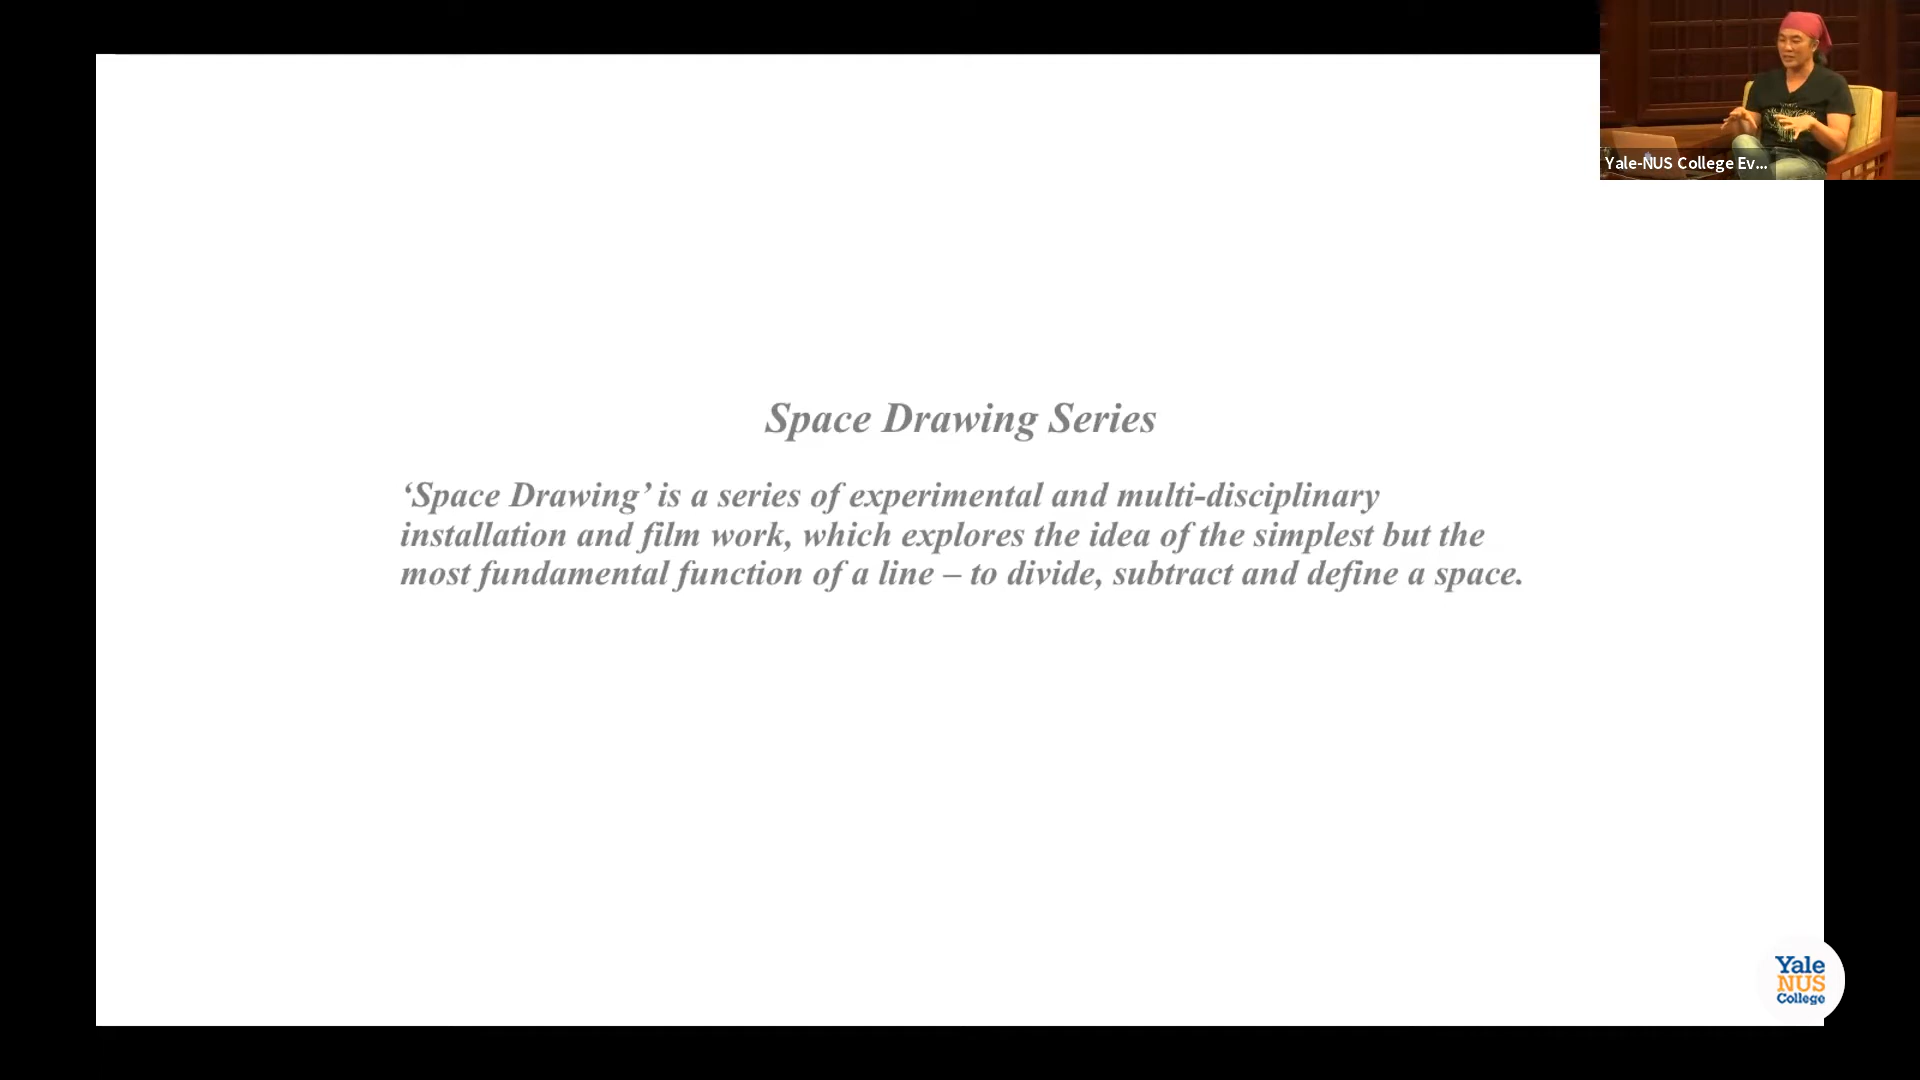 Yale-NUS College Ev...
Space Drawing Series
‘Space Drawing’ is a series of experimental and multi-disciplinary
installation and film work, which explores the idea of the simplest but the
most fundamental function of a line – to divide, subtract and define a space.
Yale
NUS
College